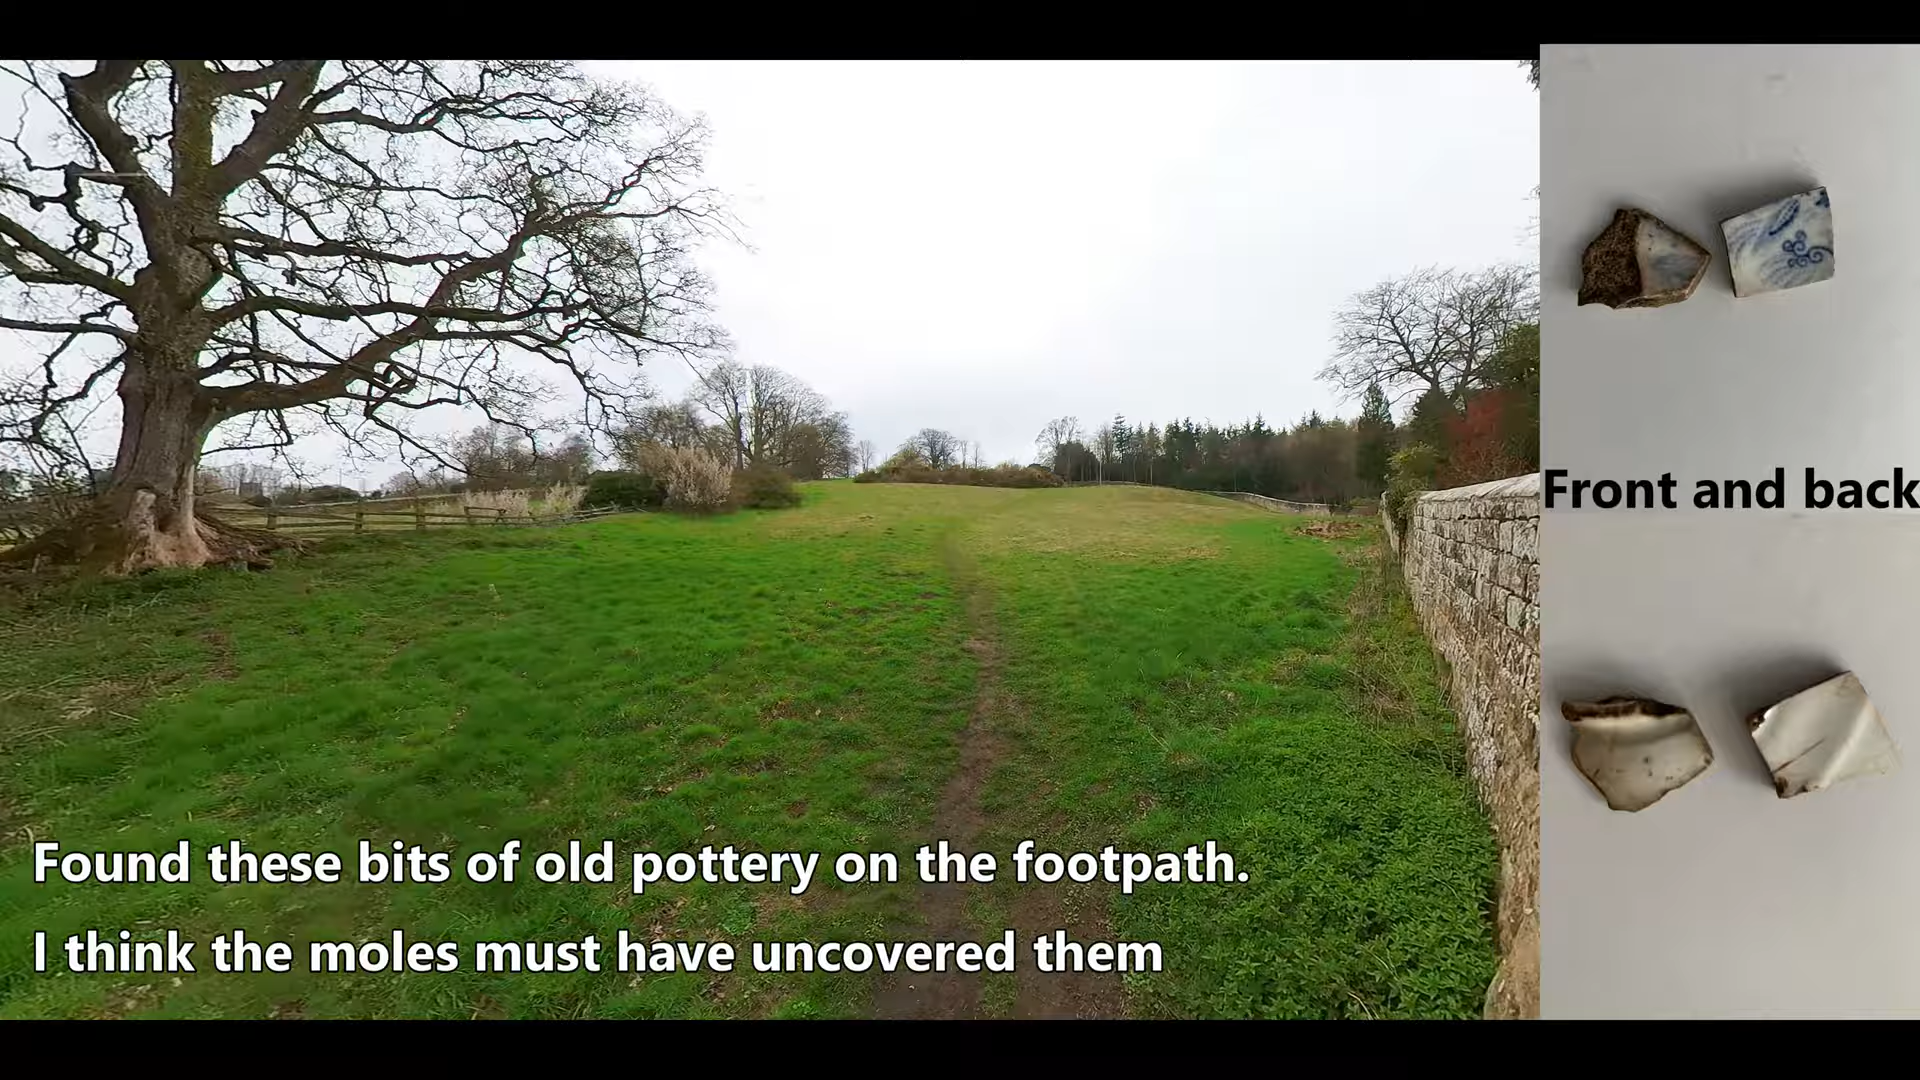 Front and back
Found these bits of old pottery on the footpath.
I think the moles must have uncovered them